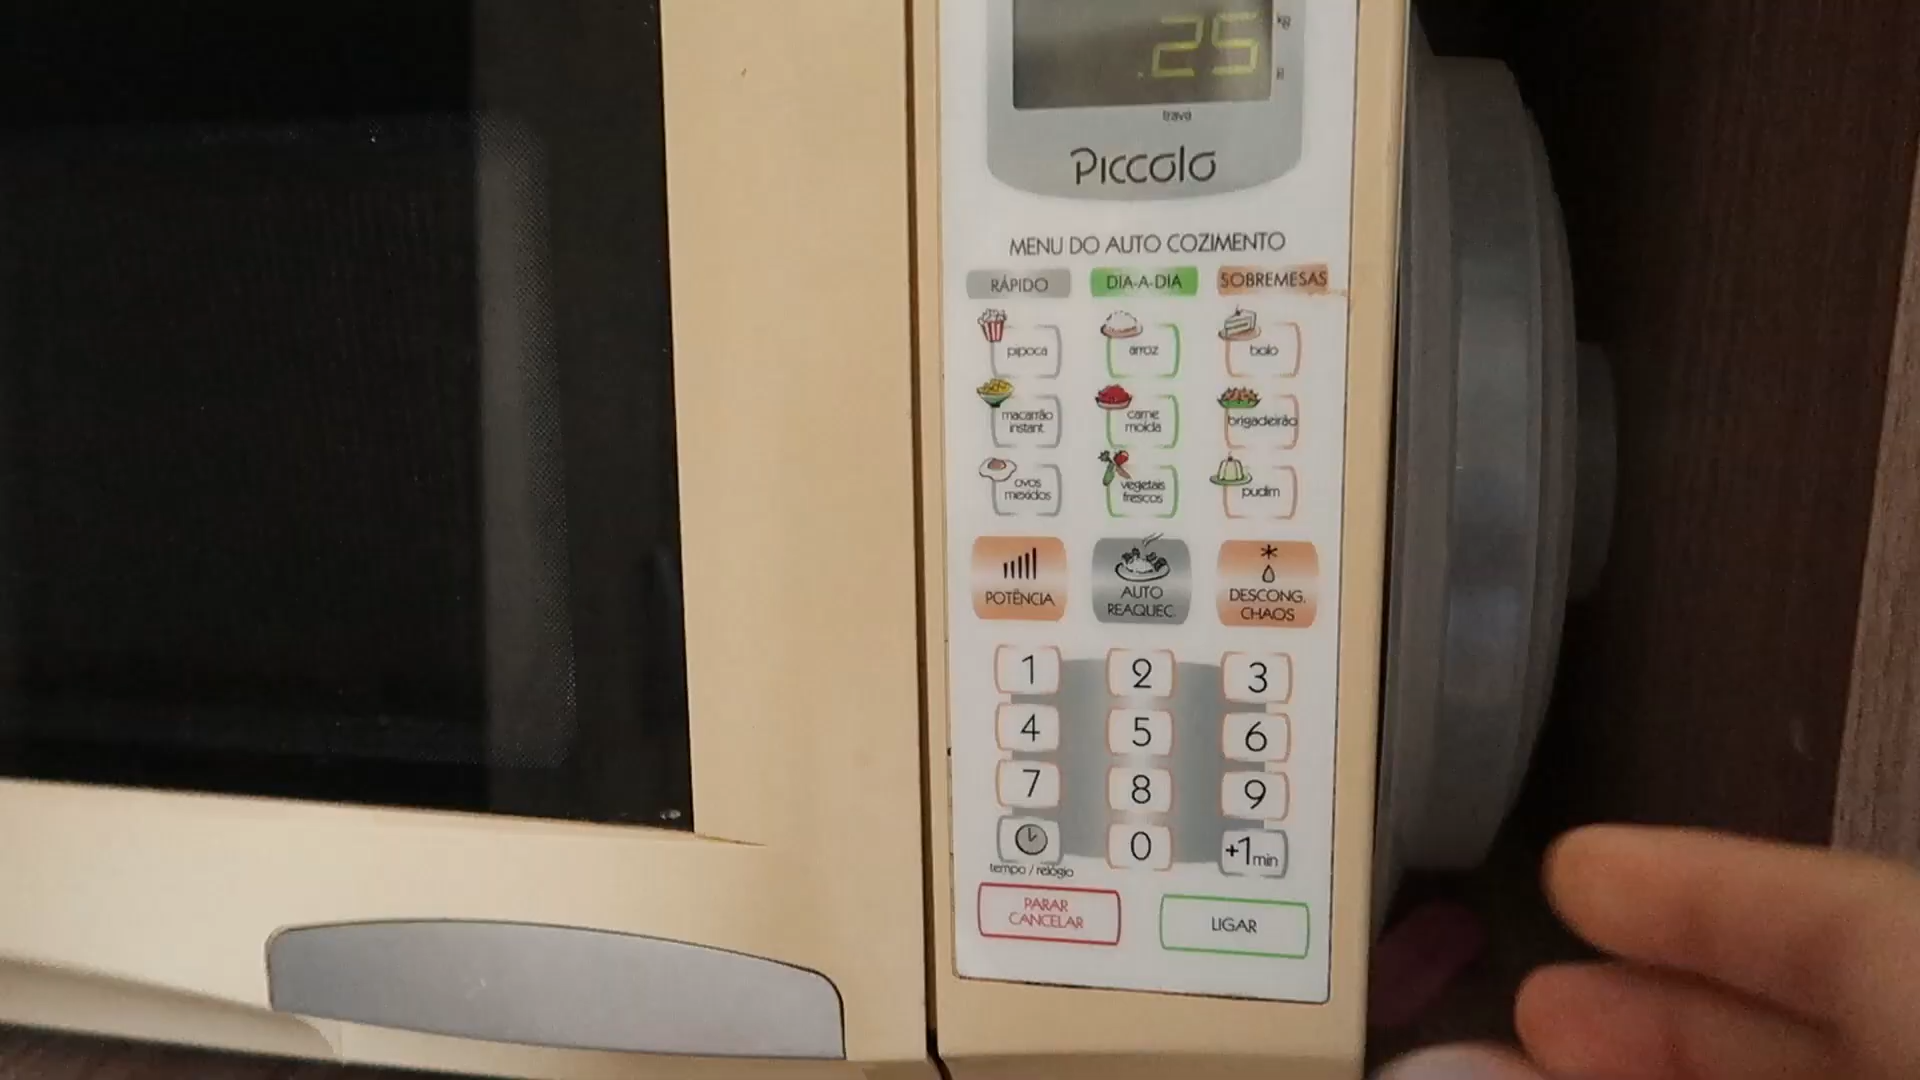 .25
kg
trava
Piccolo
MENU DO AUTO COZIMENTO
RÁPIDO DIA-A-DIA SOBREMESAS
pipoca arroz bolo
macarrão instant. carne moída brigadeirão
ovos mexidos vegetais frescos pudim
POTÊNCIA AUTO REAQUEC. DESCONG. CHAOS
1 2 3
4 5 6
7 8 9
0 +1min
tempo / relógio
PARAR CANCELAR LIGAR